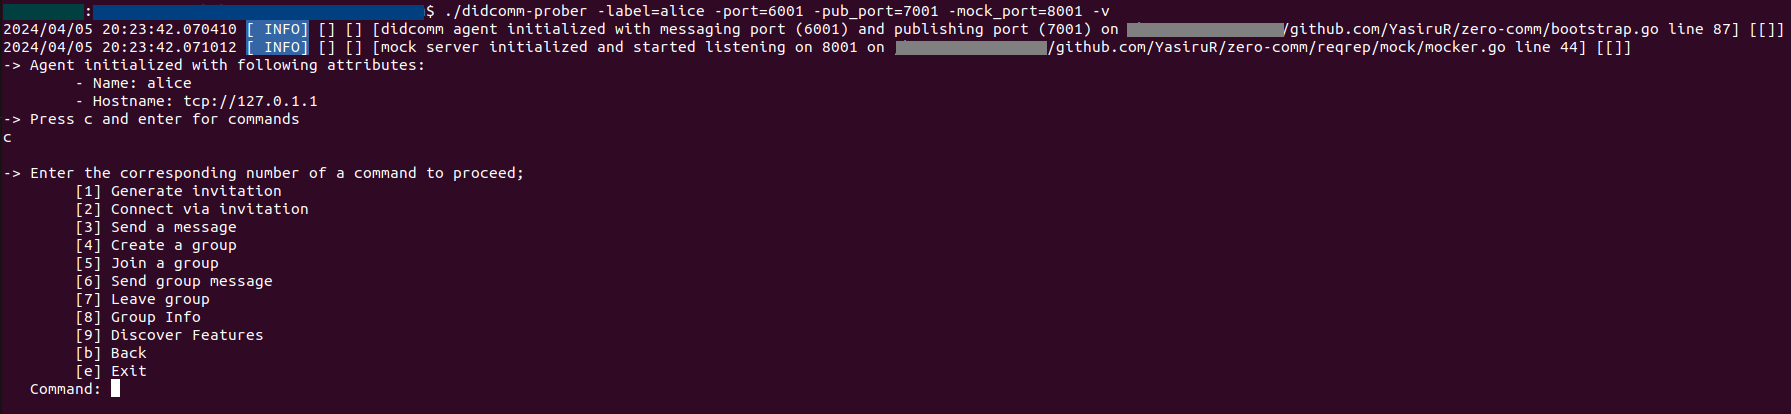 :$ ./didcomm-prober -label=alice -port=6001 -pub_port=7001 -mock_port=8001 -v
2024/04/05 20:23:42.070410 [ INFO] [] [] [didcomm agent initialized with messaging port (6001) and publishing port (7001) on /github.com/YasiruR/zero-comm/bootstrap.go line 87] [[]]
2024/04/05 20:23:42.071012 [ INFO] [] [] [mock server initialized and started listening on 8001 on /github.com/YasiruR/zero-comm/reqrep/mock/mocker.go line 44] [[]]
-> Agent initialized with following attributes:
- Name: alice
- Hostname: tcp://127.0.1.1
-> Press c and enter for commands
c
-> Enter the corresponding number of a command to proceed;
[1] Generate invitation
[2] Connect via invitation
[3] Send a message
[4] Create a group
[5] Join a group
[6] Send group message
[7] Leave group
[8] Group Info
[9] Discover Features
[b] Back
[e] Exit
Command: